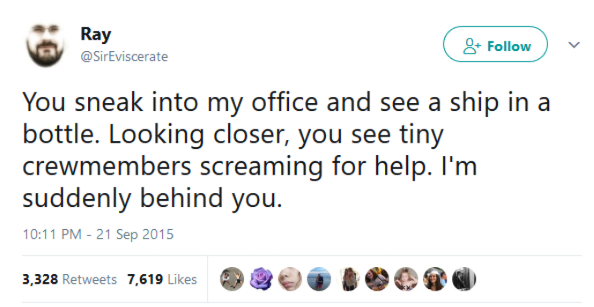 Ray
@SirEviscerate
Follow
You sneak into my office and see a ship in a
bottle. Looking closer, you see tiny
crewmembers screaming for help. I'm
suddenly behind you.
10:11 PM - 21 Sep 2015
3,328 Retweets 7,619 Likes